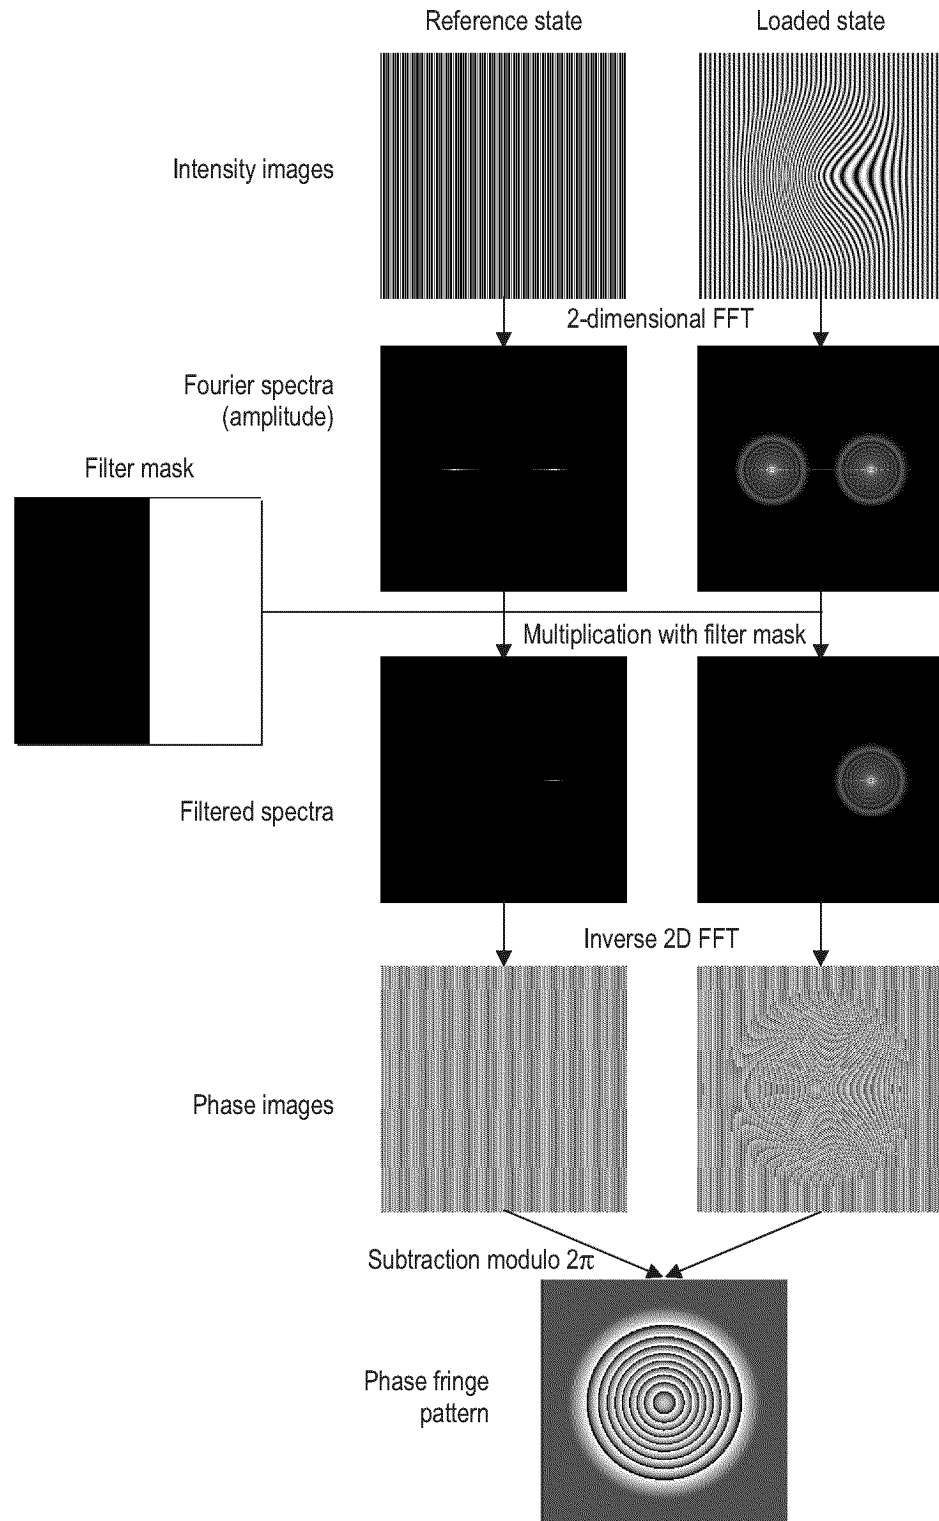 Reference state
Loaded state
Intensity images
2-dimensional FFT
Fourier spectra
(amplitude)
Filter mask
Multiplication with filter mask
Filtered spectra
Inverse 2D FFT
Phase images
Subtraction modulo 2π
Phase fringe
pattern